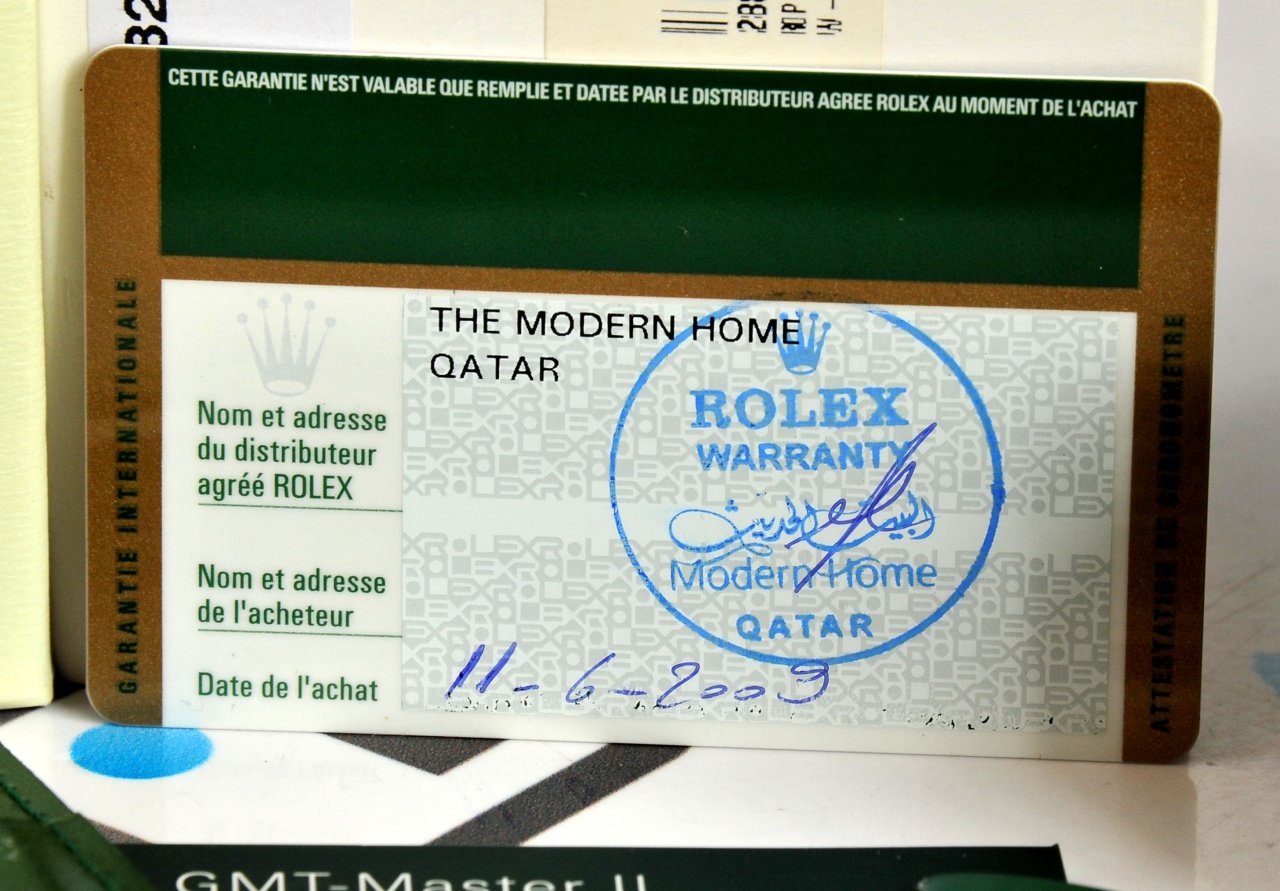 CETTE GARANTIE N'EST VALABLE QUE REMPLIE ET DATEE PAR LE DISTRIBUTEUR AGREE ROLEX AU MOMENT DE L'ACHAT
GARANTIE INTERNATIONALE
THE MODERN HOME
QATAR
Nom et adresse
du distributeur
agréé ROLEX
Nom et adresse
de l'acheteur
Date de l'achat
11-6-2009
ROLEX
WARRANTY
البيت الحديث
Modern Home
QATAR
ATTESTATION DE CHRONOMETRE
GMT-Master II